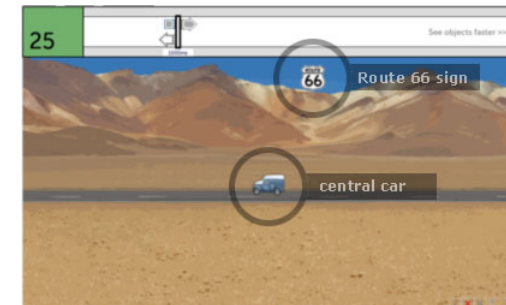 25
See objects faster >>
ROUTE
66
Route 66 sign
central car